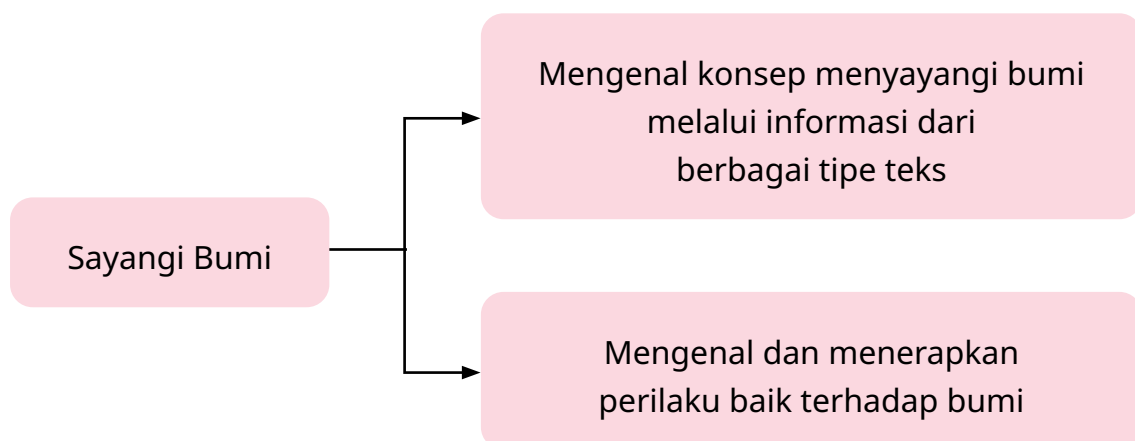 Mengenal konsep menyayangi bumi
melalui informasi dari
berbagai tipe teks
Sayangi Bumi
Mengenal dan menerapkan
perilaku baik terhadap bumi